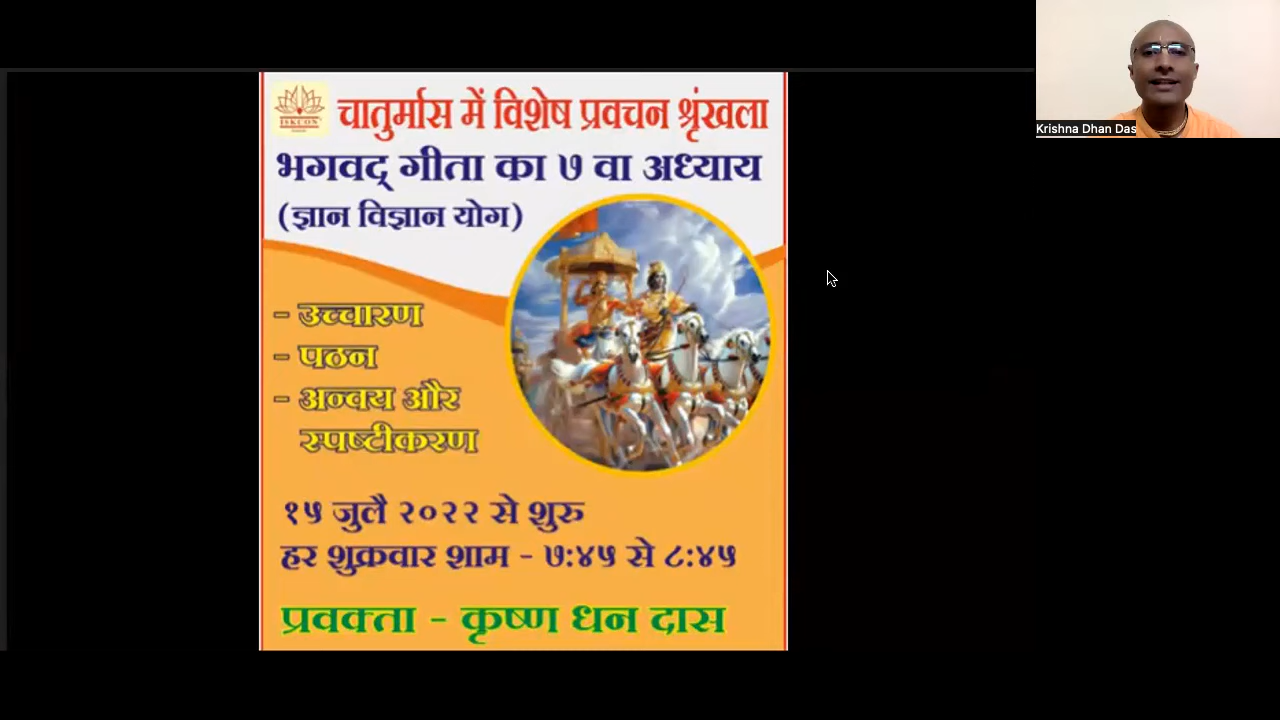 ISKCON
चातुर्मास में विशेष प्रवचन श्रृंखला
भगवद् गीता का ७ वा अध्याय
(ज्ञान विज्ञान योग)
- उच्चारण
- पठन
- अन्वय और
स्पष्टीकरण
१५ जुलै २०२२ से शुरु
हर शुक्रवार शाम - ७:४५ से ८:४५
प्रवक्ता - कृष्ण धन दास
Krishna Dhan Das